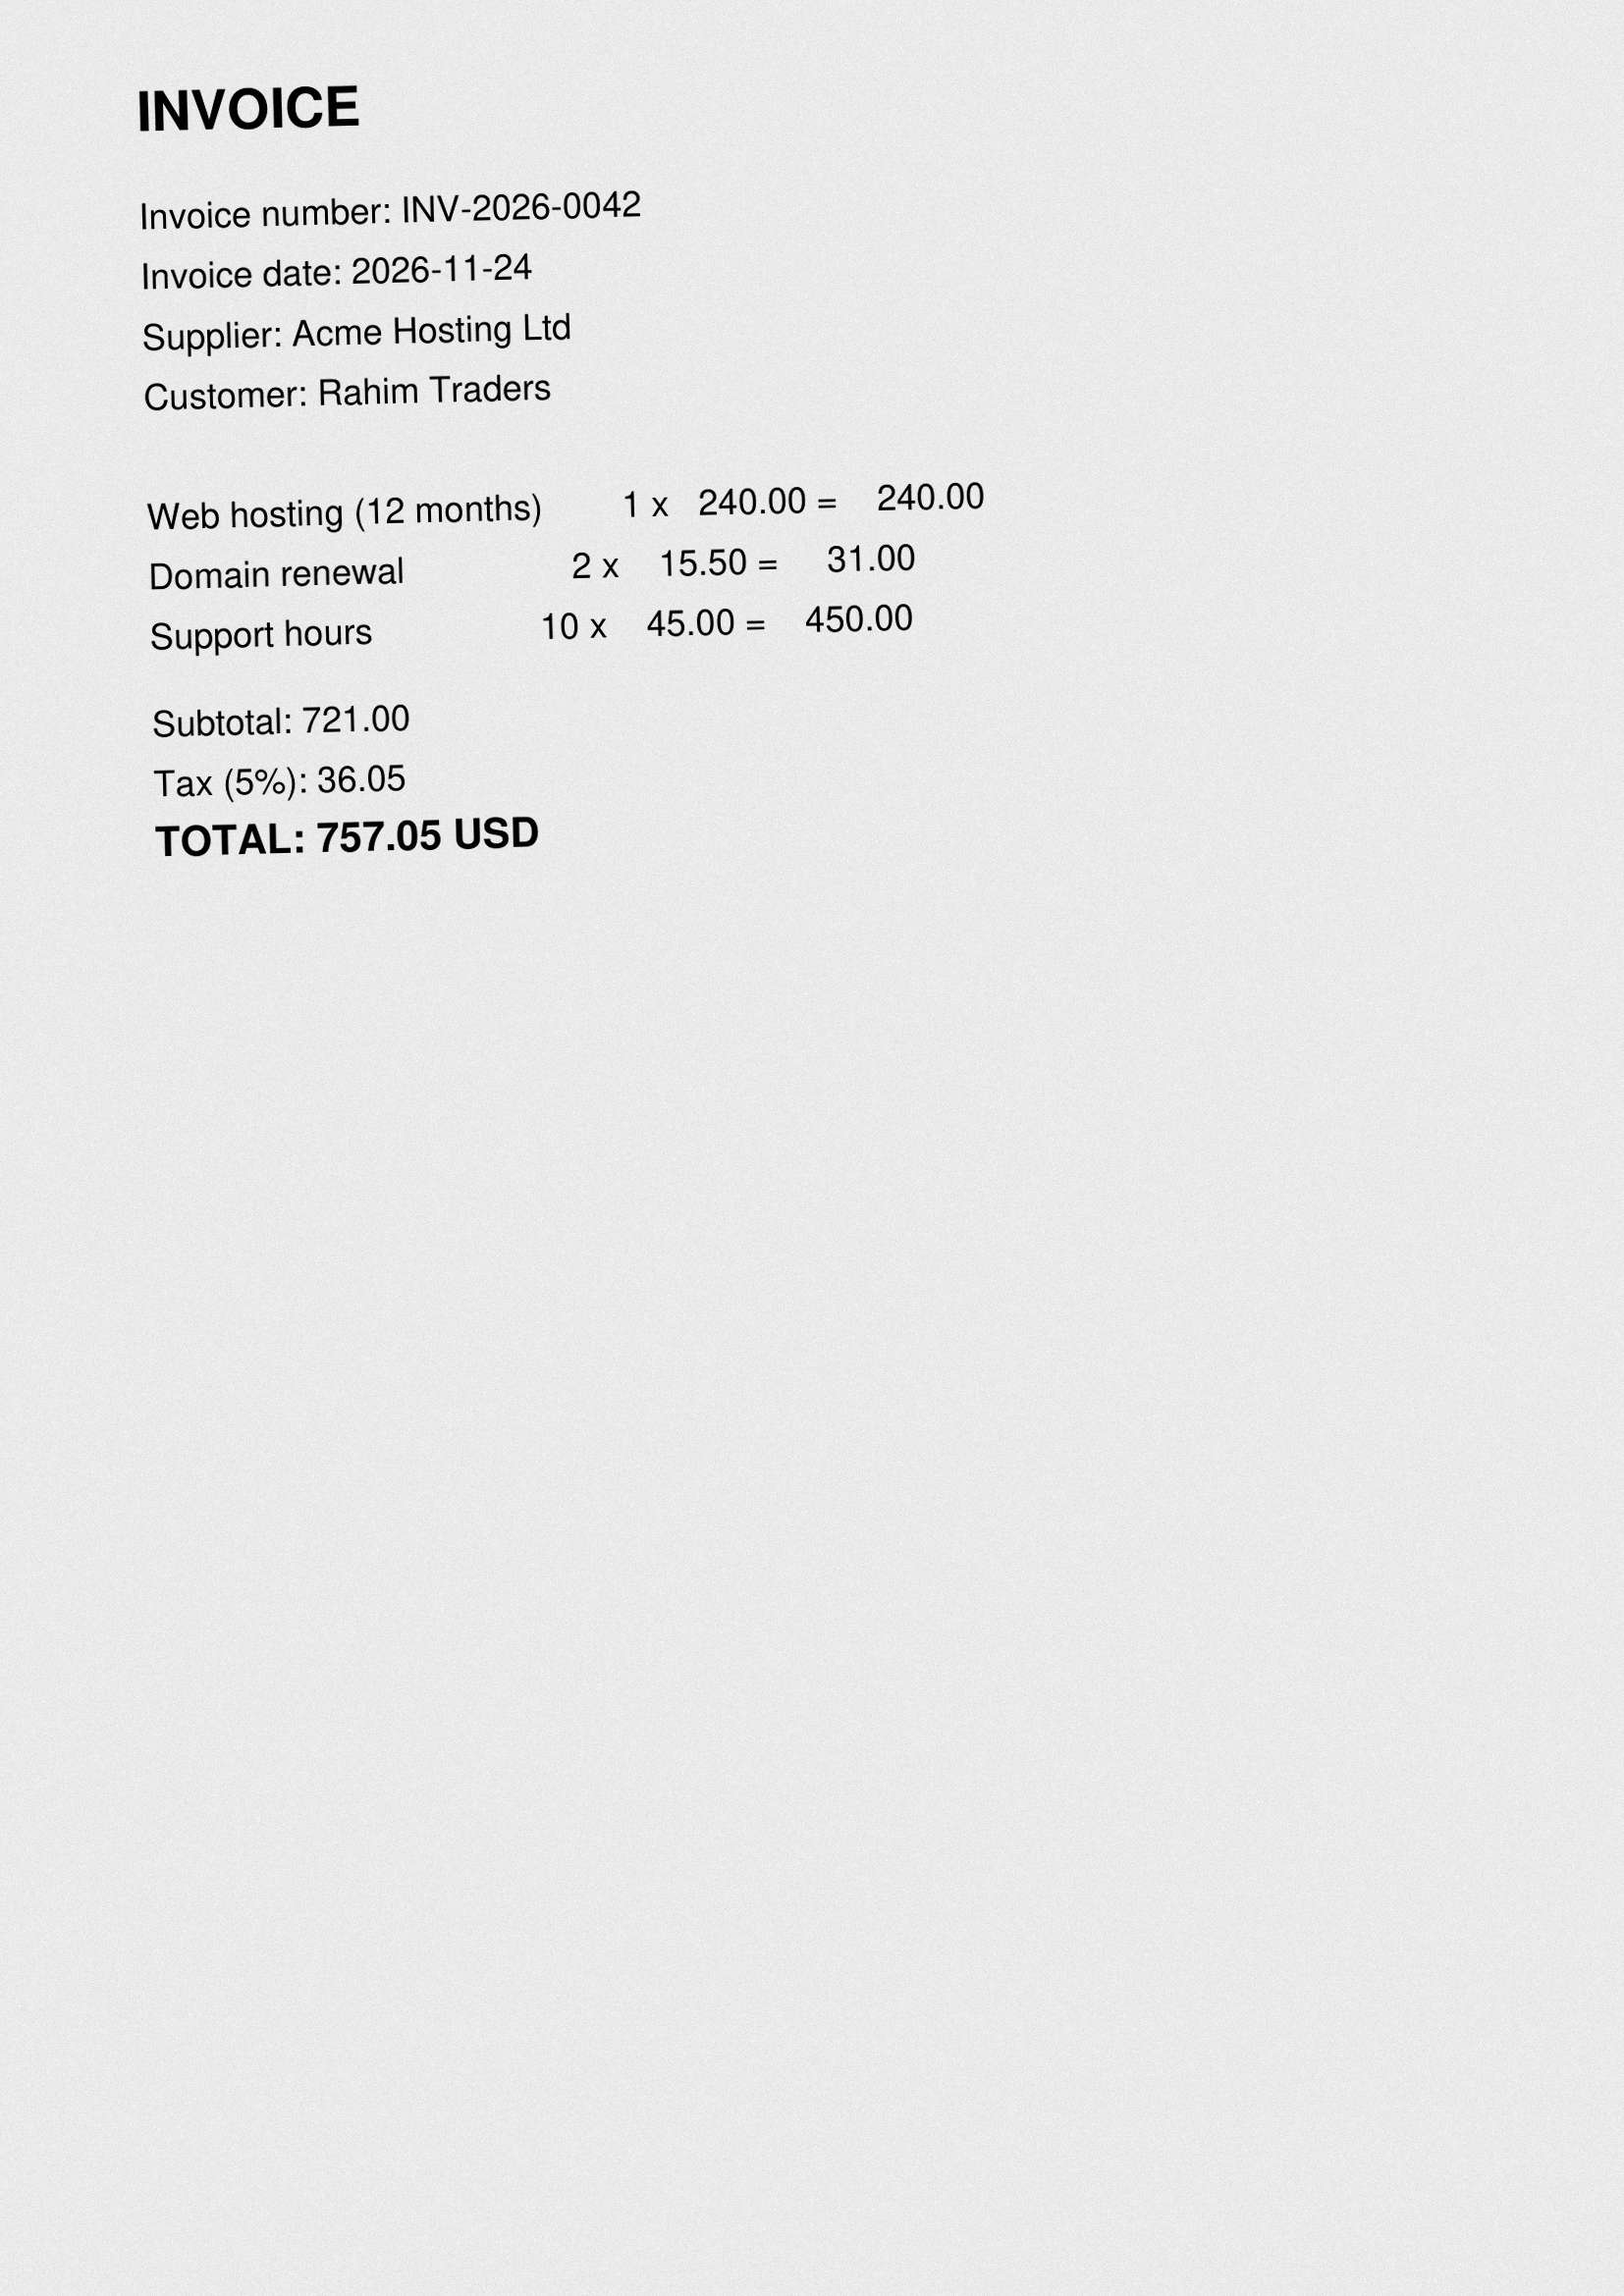 INVOICE
Invoice number: INV-2026-0042
Invoice date: 2026-11-24
Supplier: Acme Hosting Ltd
Customer: Rahim Traders
Web hosting (12 months) 1 x 240.00 = 240.00
Domain renewal 2 x 15.50 = 31.00
Support hours 10 x 45.00 = 450.00
Subtotal: 721.00
Tax (5%): 36.05
TOTAL: 757.05 USD